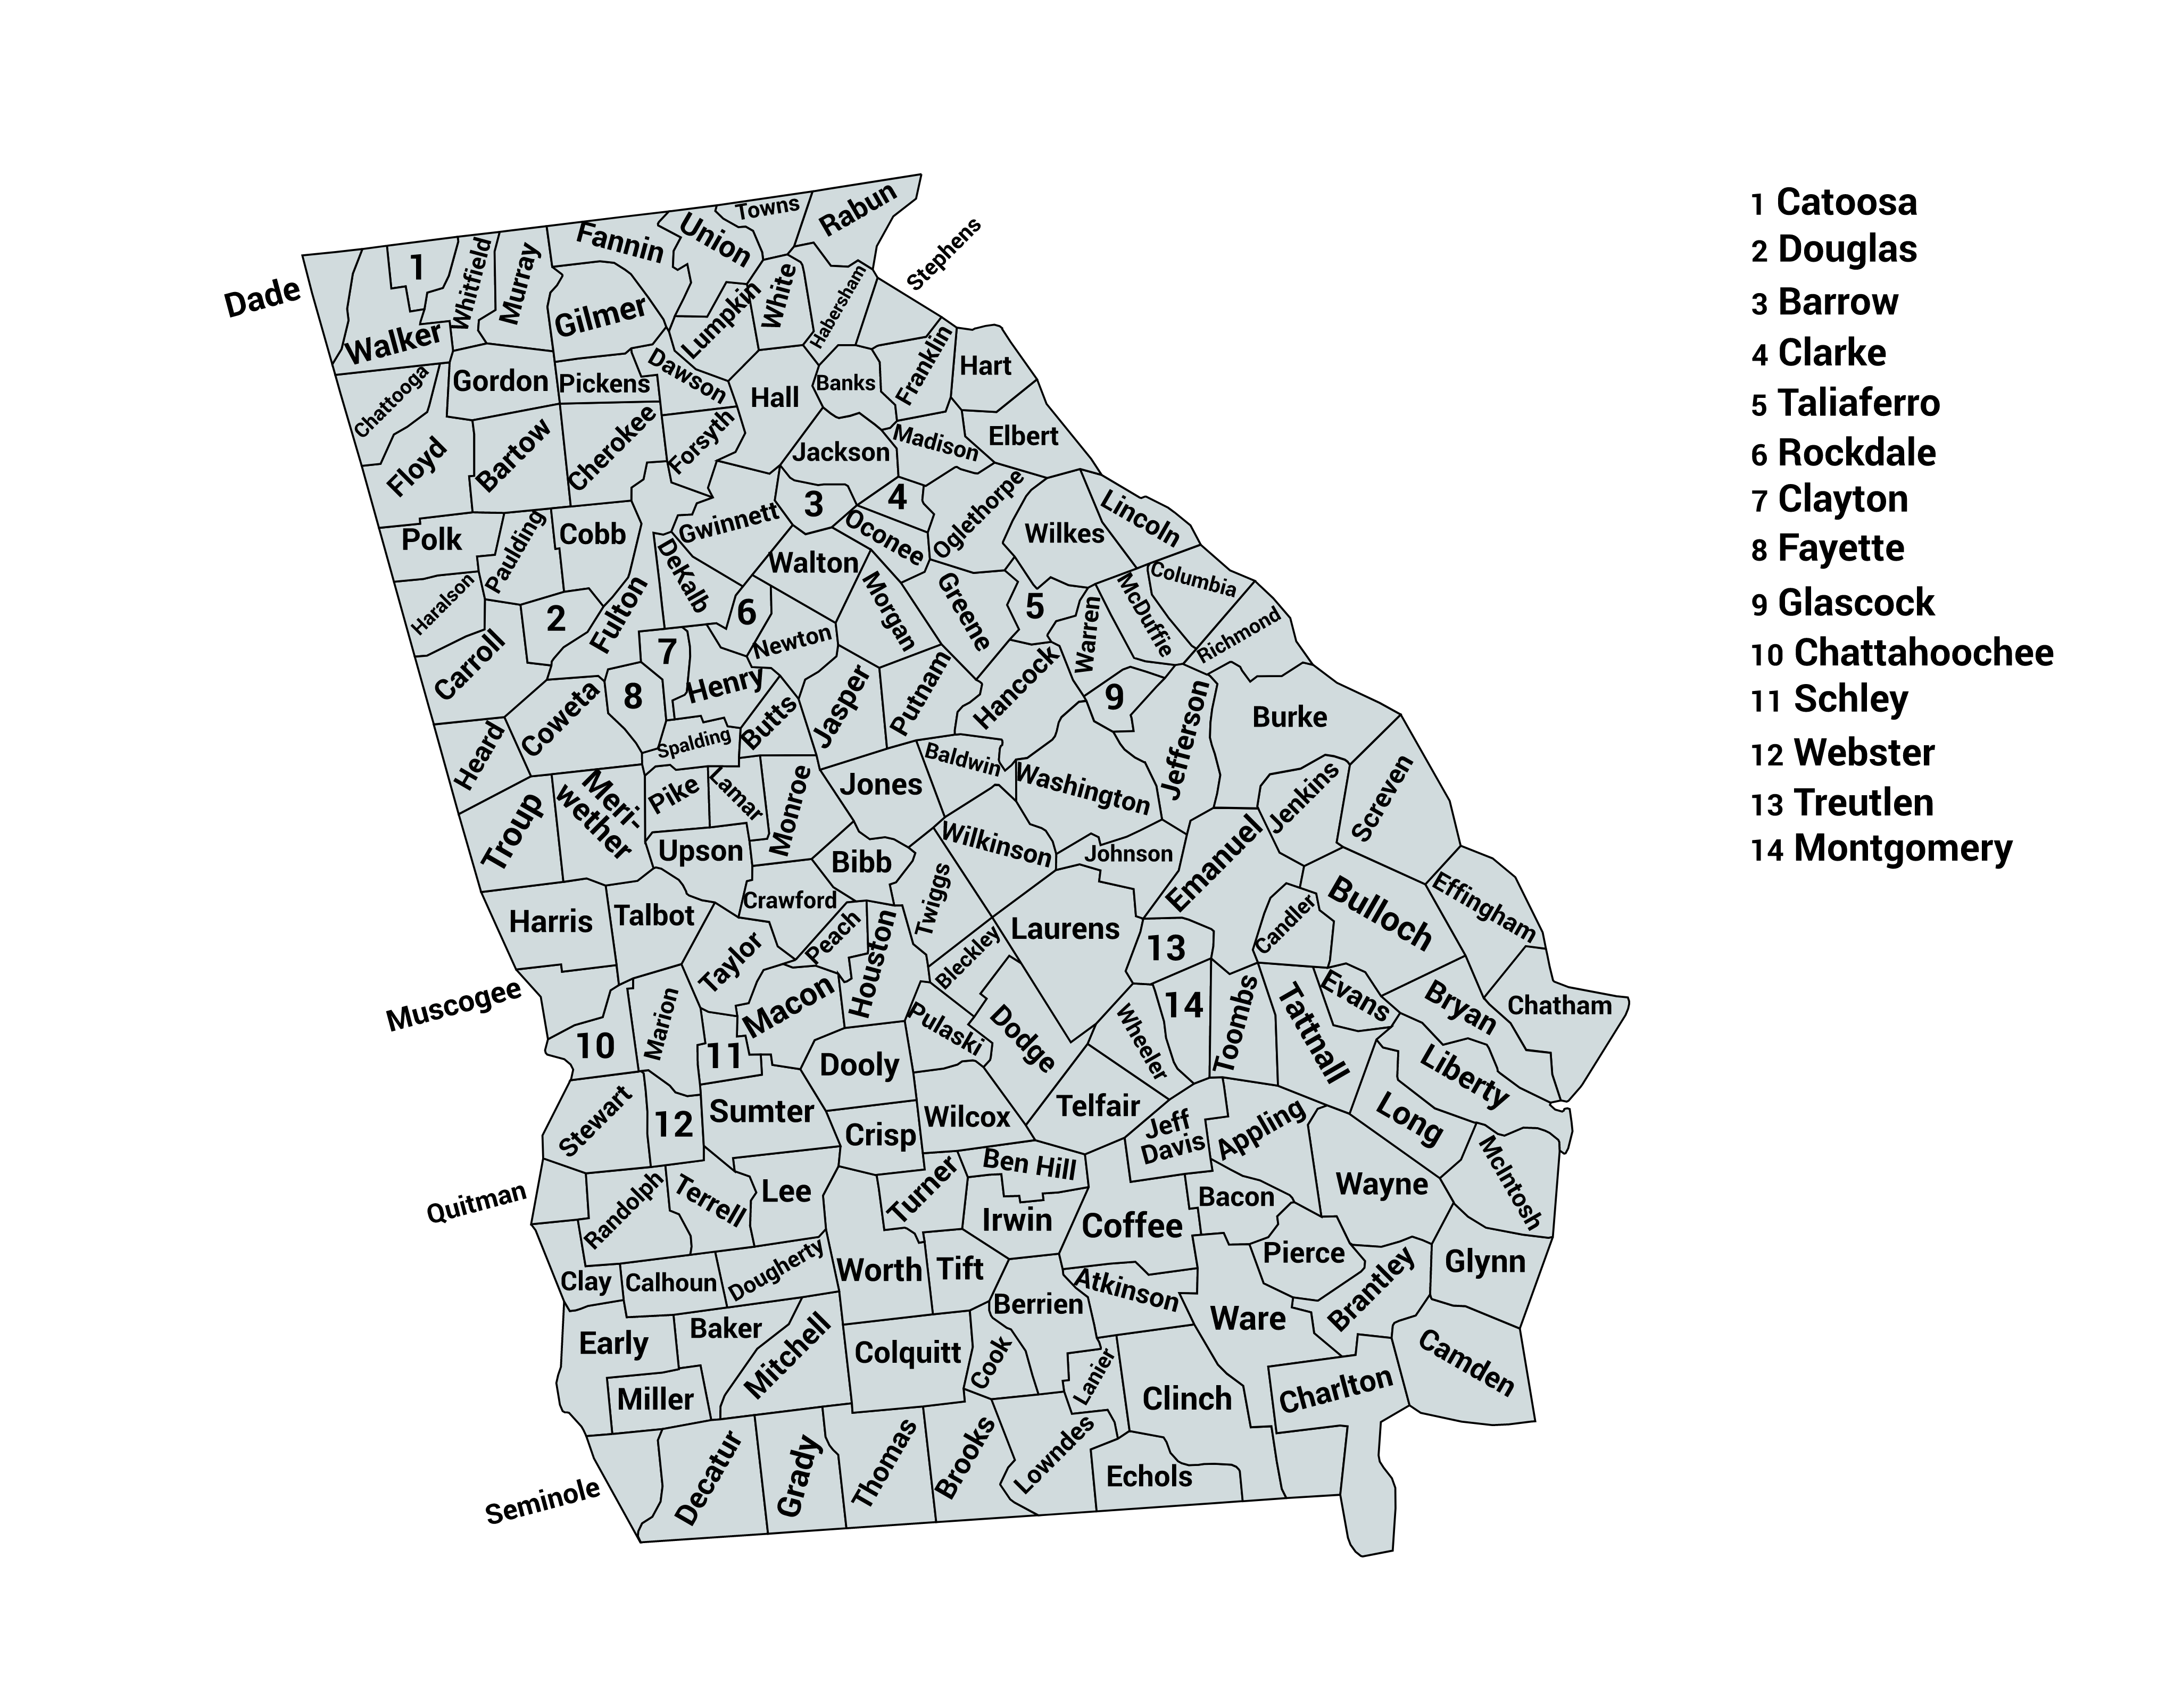 Rabun
Towns
Union
Fannin
Stephens
1
Whitfield
Murray
Dade
Gilmer
Lumpkin
White
Habersham
Walker
Chattooga
Gordon
Pickens
Dawson
Hall
Banks
Franklin
Hart
Floyd
Bartow
Cherokee
Forsyth
Jackson
Madison
Elbert
Polk
Paulding
Cobb
Gwinnett
3
4
Oconee
Oglethorpe
Wilkes
Lincoln
Haralson
2
Fulton
DeKalb
6
Walton
Morgan
Greene
5
Warren
McDuffie
Columbia
Richmond
Carroll
7
Newton
Henry
8
Coweta
Heard
Spalding
Butts
Jasper
Putnam
Hancock
9
Jefferson
Burke
Troup
Meri-
wether
Pike
Lamar
Monroe
Jones
Baldwin
Washington
Jenkins
Screven
Upson
Bibb
Wilkinson
Johnson
Emanuel
Harris
Talbot
Crawford
Taylor
Peach
Houston
Twiggs
Bleckley
Laurens
13
Candler
Bulloch
Effingham
Muscogee
10
Marion
11
Macon
Dooly
Pulaski
Dodge
Wheeler
14
Toombs
Tattnall
Evans
Bryan
Chatham
Liberty
Long
Stewart
12
Sumter
Crisp
Wilcox
Telfair
Jeff
Davis
Appling
Wayne
McIntosh
Quitman
Randolph
Terrell
Lee
Turner
Ben Hill
Irwin
Coffee
Bacon
Pierce
Brantley
Glynn
Clay
Calhoun
Dougherty
Worth
Tift
Berrien
Atkinson
Ware
Early
Baker
Mitchell
Colquitt
Cook
Lanier
Clinch
Charlton
Camden
Miller
Seminole
Decatur
Grady
Thomas
Brooks
Lowndes
Echols
1 Catoosa
2 Douglas
3 Barrow
4 Clarke
5 Taliaferro
6 Rockdale
7 Clayton
8 Fayette
9 Glascock
10 Chattahoochee
11 Schley
12 Webster
13 Treutlen
14 Montgomery